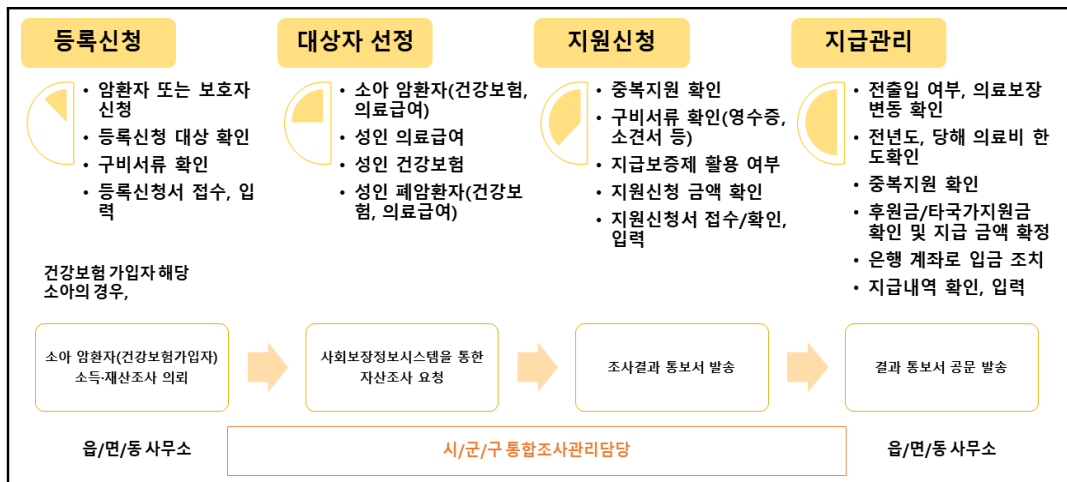 등록신청
• 암환자 또는 보호자
신청
• 등록신청 대상 확인
• 구비서류 확인
• 등록신청서 접수, 입
력
대상자 선정
• 소아 암환자(건강보험,
의료급여)
• 성인 의료급여
• 성인 건강보험
• 성인 폐암환자(건강보
험, 의료급여)
지원신청
• 중복지원 확인
• 구비서류 확인(영수증,
소견서 등)
• 지급보증제 활용 여부
• 지원신청 금액 확인
• 지원신청서 접수/확인,
입력
지급관리
• 전출입 여부, 의료보장
변동 확인
• 전년도, 당해 의료비 한
도확인
• 중복지원 확인
• 후원금/타국가지원금
확인 및 지급 금액 확정
• 은행 계좌로 입금 조치
• 지급내역 확인, 입력
건강보험 가입자 해당
소아의 경우,
소아 암환자(건강보험가입자)
소득·재산조사 의뢰
사회보장정보시스템을 통한
자산조사 요청
조사결과 통보서 발송
결과 통보서 공문 발송
읍/면/동 사무소
시/군/구 통합조사관리담당
읍/면/동 사무소